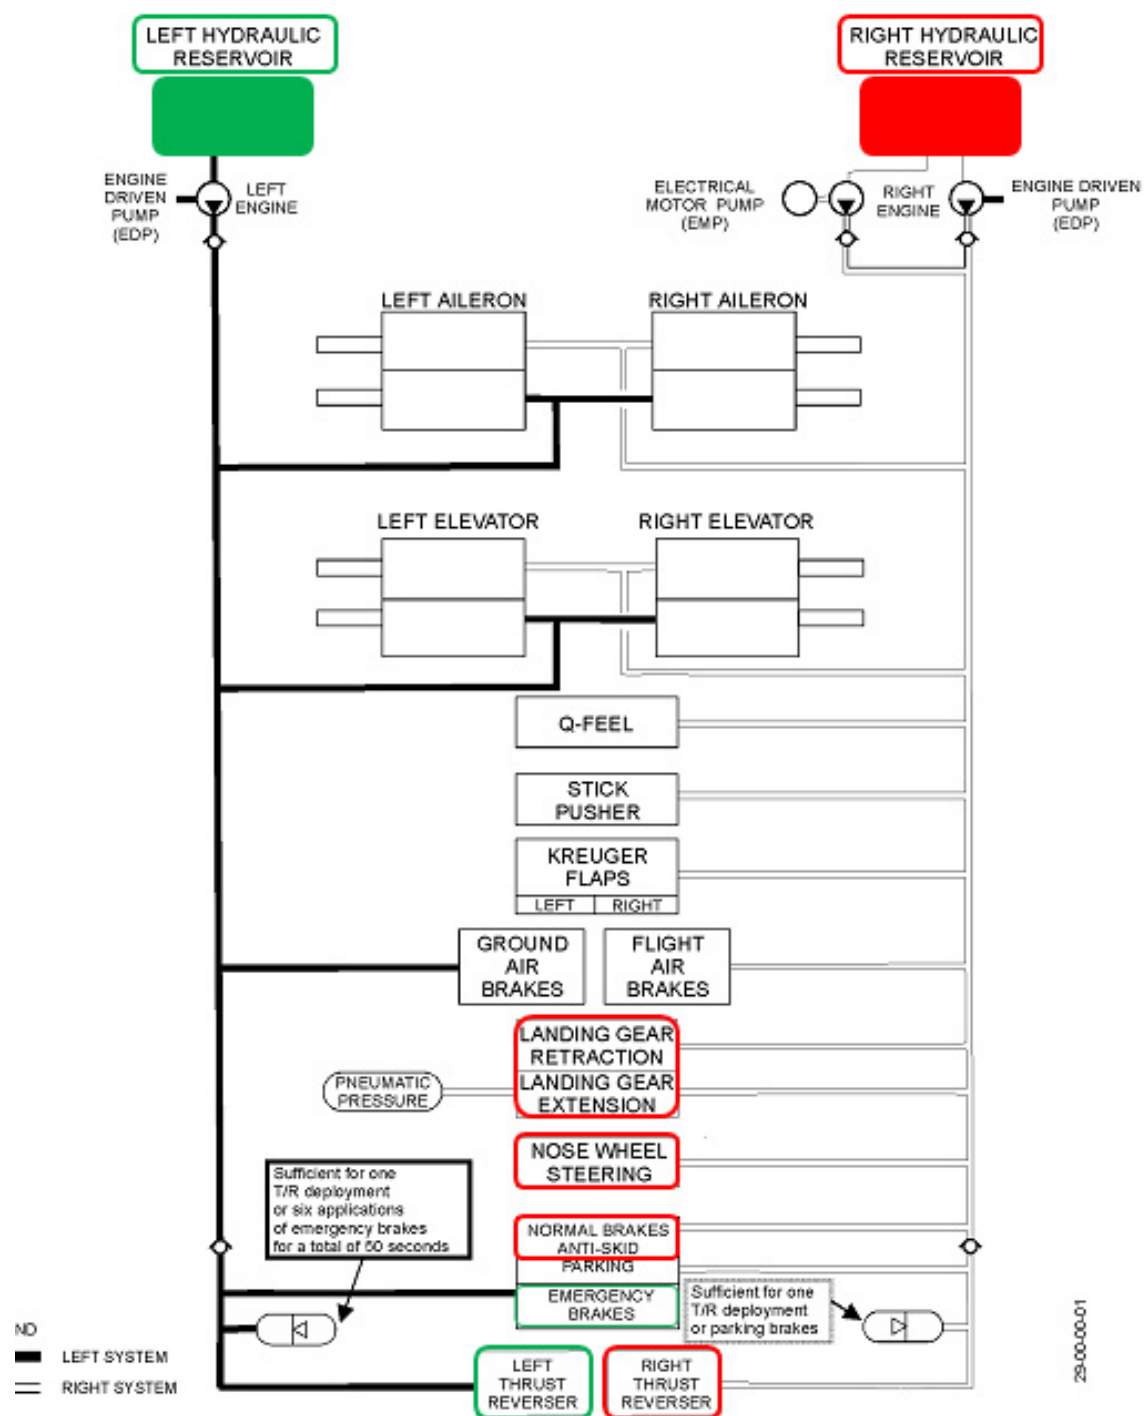 LEFT HYDRAULIC
RESERVOIR
RIGHT HYDRAULIC
RESERVOIR
ENGINE
DRIVEN
PUMP
(EDP)
LEFT
ENGINE
ELECTRICAL
MOTOR PUMP
(EMP)
RIGHT
ENGINE
ENGINE DRIVEN
PUMP
(EDP)
LEFT AILERON
RIGHT AILERON
LEFT ELEVATOR
RIGHT ELEVATOR
Q-FEEL
STICK
PUSHER
KREUGER
FLAPS
LEFT
RIGHT
GROUND
AIR
BRAKES
FLIGHT
AIR
BRAKES
LANDING GEAR
RETRACTION
PNEUMATIC
PRESSURE
LANDING GEAR
EXTENSION
NOSE WHEEL
STEERING
Sufficient for one
T/R deployment
or six applications
of emergency brakes
for a total of 50 seconds
NORMAL BRAKES
ANTI-SKID
PARKING
EMERGENCY
BRAKES
Sufficient for one
T/R deployment
or parking brakes
ND
LEFT SYSTEM
RIGHT SYSTEM
LEFT
THRUST
REVERSER
RIGHT
THRUST
REVERSER
29-00-00-01